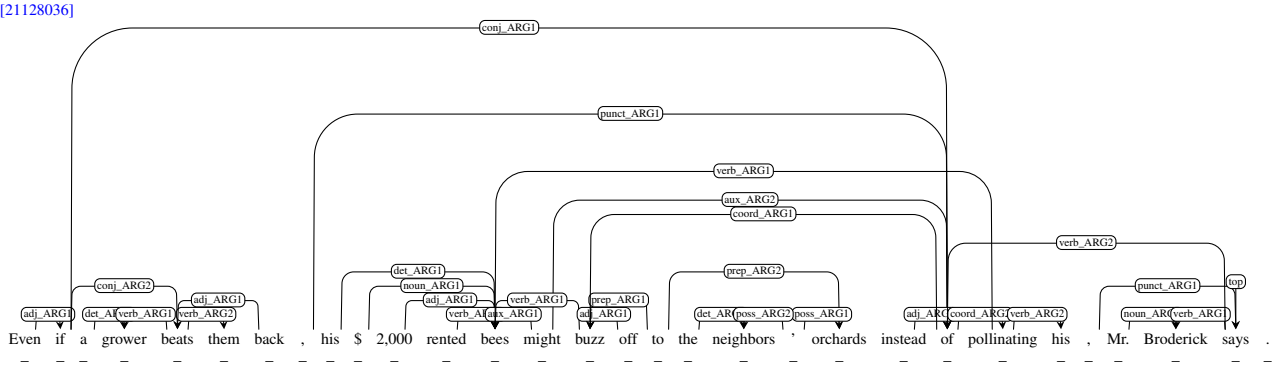 [21128036]
conj_ARG1
punct_ARG1
verb_ARG1
aux_ARG2
coord_ARG1
verb_ARG2
det_ARG1 prep_ARG2
conj_ARG2 noun_ARG1 punct_ARG1 top
adj_ARG1 adj_ARG1 verb_ARG1 prep_ARG1
adj_ARG1 verb_ARG1 verb_ARG2 aux_ARG1 adj_ARG1 poss_ARG2 poss_ARG1 coord_ARG2 verb_ARG2 verb_ARG1
Even if a grower beats them back , his $ 2,000 rented bees might buzz off to the neighbors ’ orchards instead of pollinating his , Mr. Broderick says .
_ _ _ _ _ _ _ _ _ _ _ _ _ _ _ _ _ _ _ _ _ _ _ _ _ _ _ _ _ _